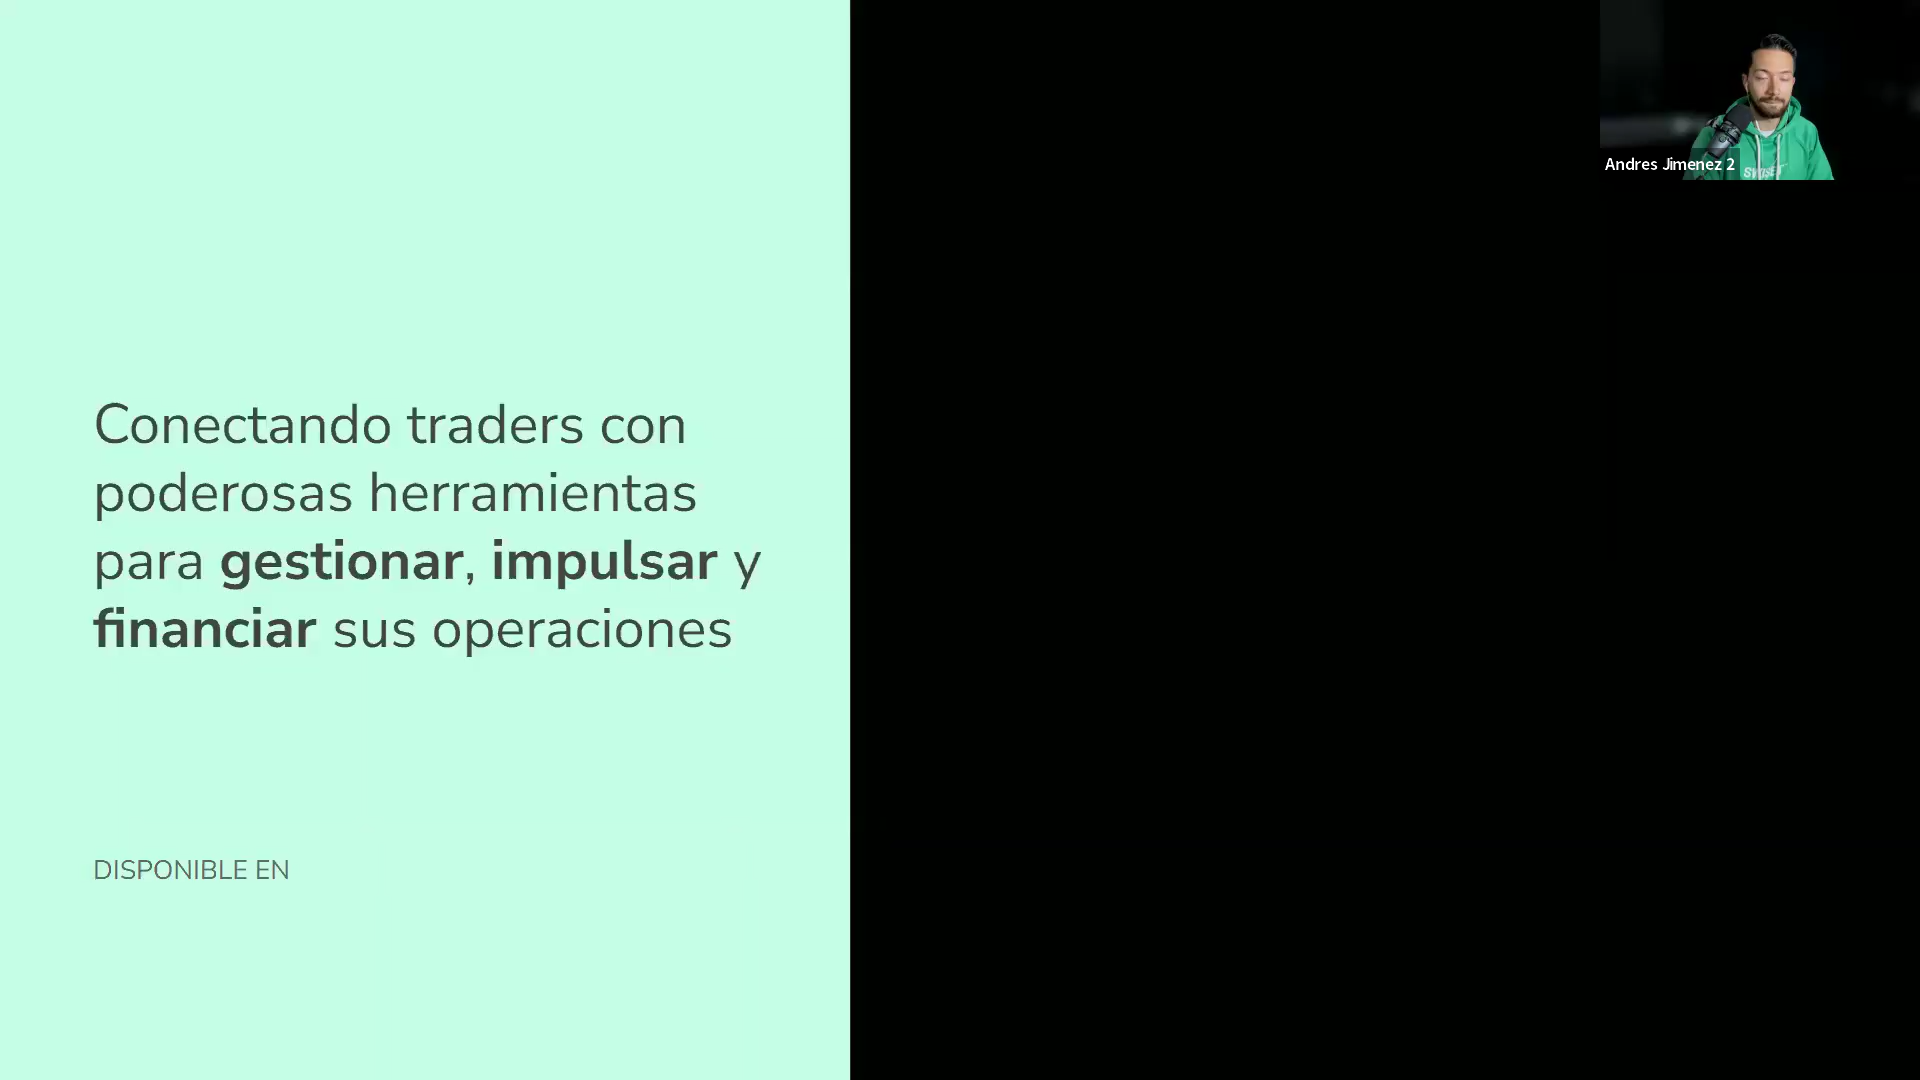 Conectando traders con
poderosas herramientas
para gestionar, impulsar y
financiar sus operaciones
DISPONIBLE EN
Andres Jimenez 2